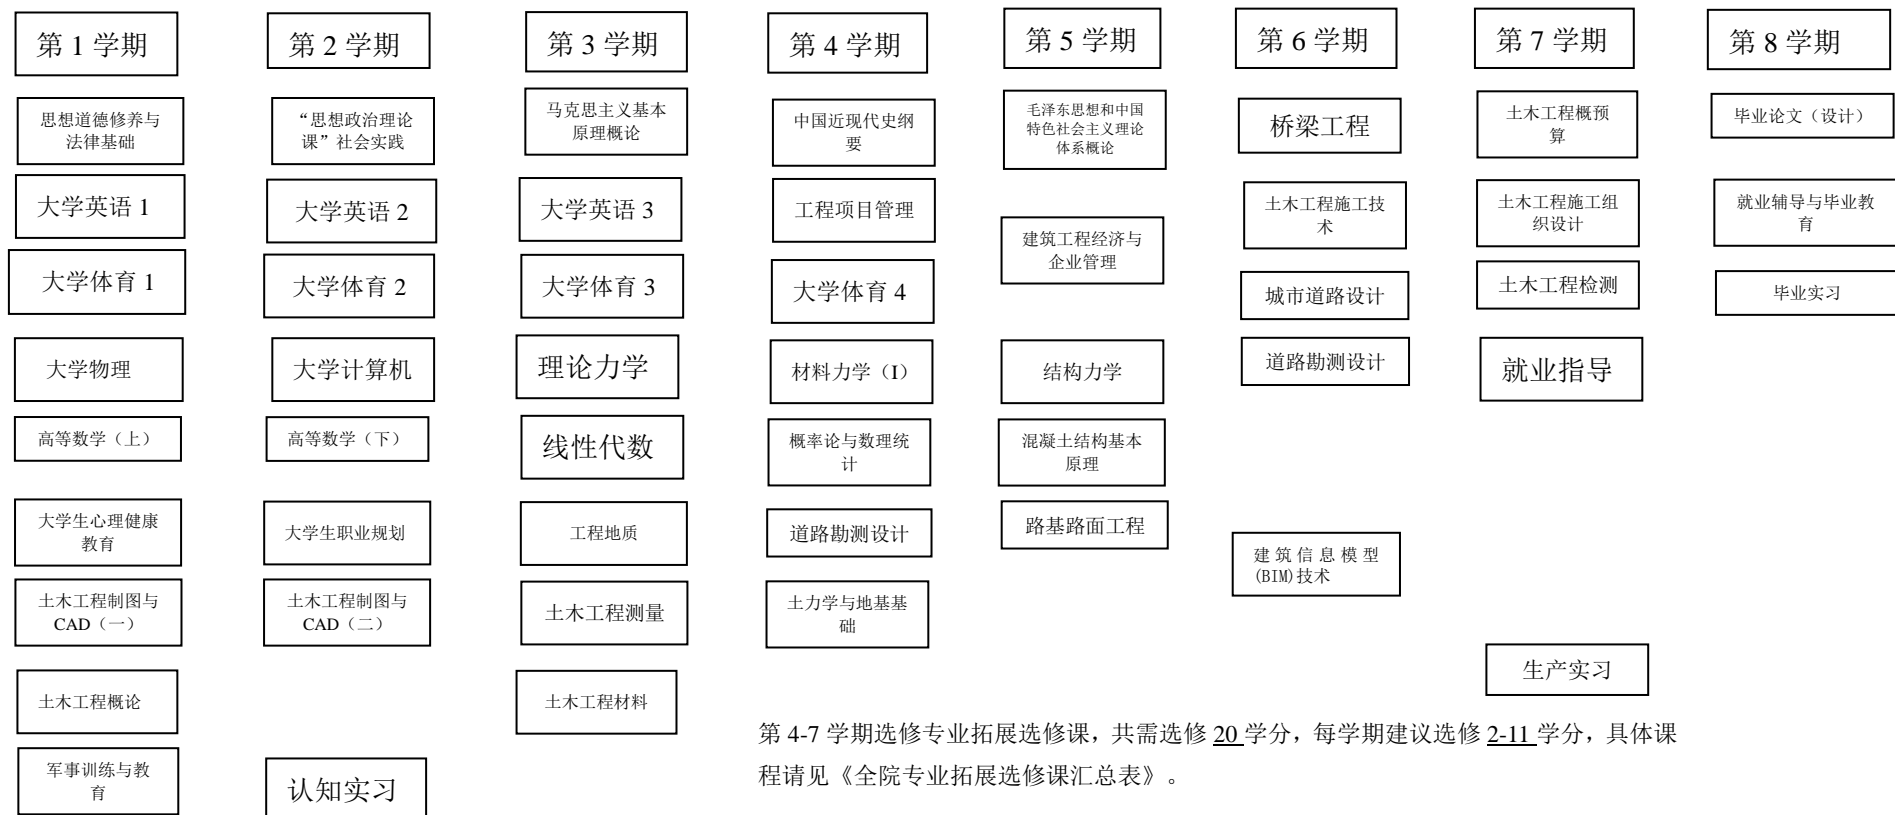 第 1 学期
第 2 学期
第 3 学期
第 4 学期
第 5 学期
第 6 学期
第 7 学期
第 8 学期
思想道德修养与
法律基础
“思想政治理论
课”社会实践
马克思主义基本
原理概论
中国近现代史纲
要
毛泽东思想和中国
特色社会主义理论
体系概论
桥梁工程
土木工程概预
算
毕业论文（设计）
大学英语 1
大学英语 2
大学英语 3
工程项目管理
建筑工程经济与
企业管理
土木工程施工技
术
土木工程施工组
织设计
就业辅导与毕业教
育
大学体育 1
大学体育 2
大学体育 3
大学体育 4
城市道路设计
土木工程检测
毕业实习
大学物理
大学计算机
理论力学
材料力学（I）
结构力学
道路勘测设计
就业指导
高等数学（上）
高等数学（下）
线性代数
概率论与数理统
计
混凝土结构基本
原理
大学生心理健康
教育
大学生职业规划
工程地质
道路勘测设计
路基路面工程
建筑信息模型
(BIM)技术
土木工程制图与
CAD（一）
土木工程制图与
CAD（二）
土木工程测量
土力学与地基基
础
生产实习
土木工程概论
土木工程材料
第 4-7 学期选修专业拓展选修课，共需选修 20 学分，每学期建议选修 2-11 学分，具体课
程请见《全院专业拓展选修课汇总表》。
军事训练与教
育
认知实习